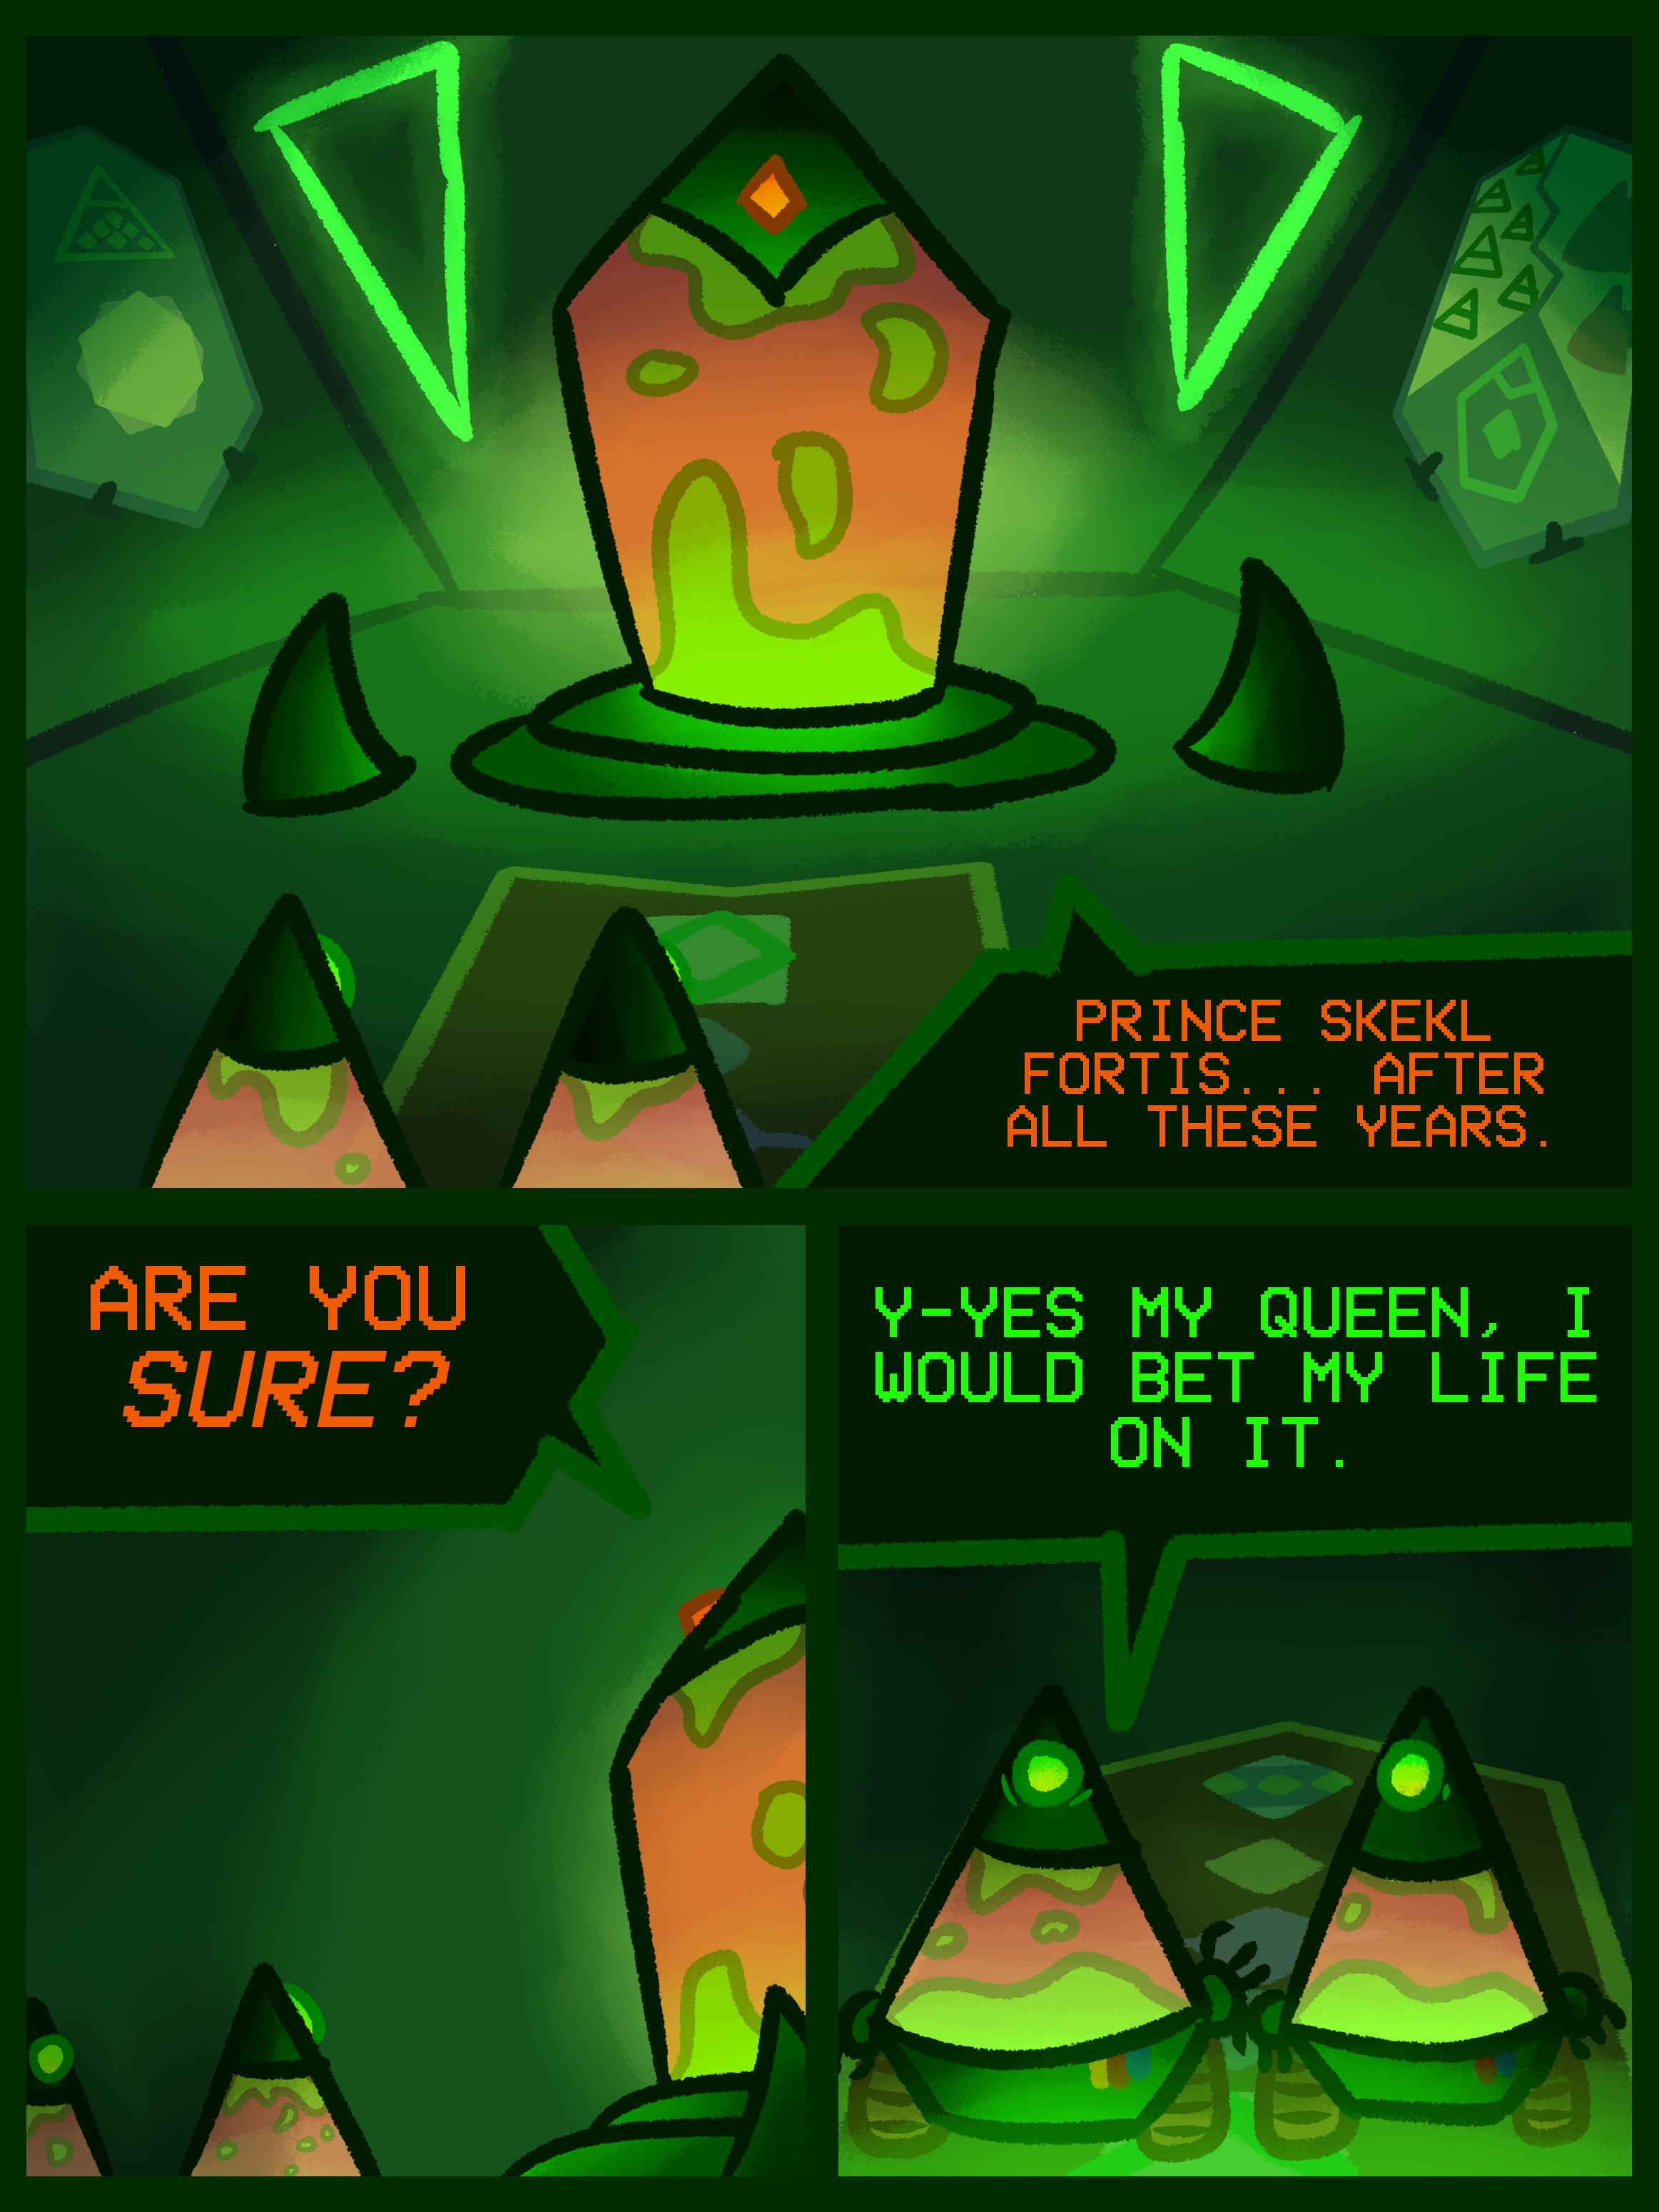 PRINCE SKEKL
FORTIS... AFTER
ALL THESE YEARS.
ARE YOU
SURE?
Y-YES MY QUEEN, I
WOULD BET MY LIFE
ON IT.